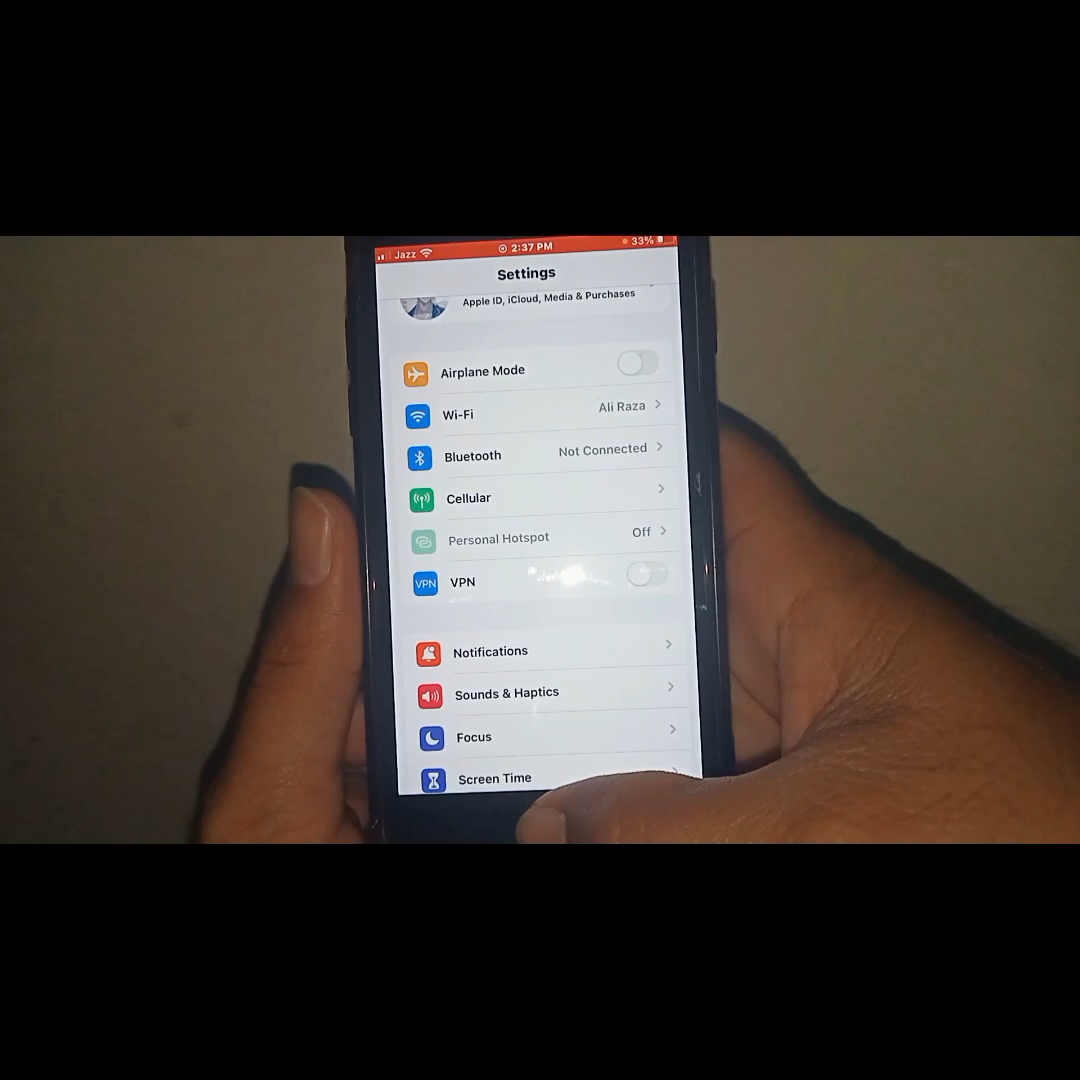 Jazz 2:37 PM 33%
Settings
Apple ID, iCloud, Media & Purchases
Airplane Mode
Wi-Fi Ali Raza
Bluetooth Not Connected
Cellular
Personal Hotspot Off
VPN VPN
Notifications
Sounds & Haptics
Focus
Screen Time